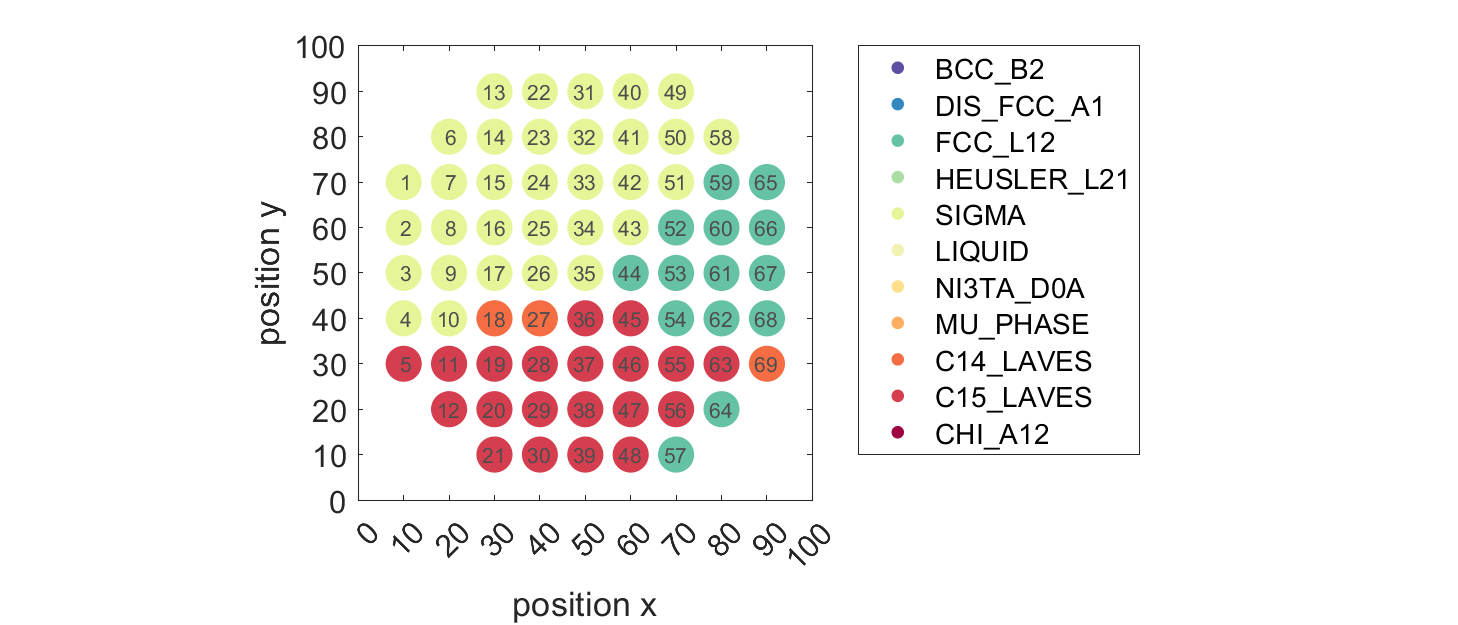 100
90
80
70
60
50
40
30
20
10
0
position y
13 22 31 40 49
6 14 23 32 41 50 58
1 7 15 24 33 42 51 59 65
2 8 16 25 34 43 52 60 66
3 9 17 26 35 44 53 61 67
4 10 18 27 36 45 54 62 68
5 11 19 28 37 46 55 63 69
12 20 29 38 47 56 64
21 30 39 48 57
0 10 20 30 40 50 60 70 80 90 100
position x
BCC_B2
DIS_FCC_A1
FCC_L12
HEUSLER_L21
SIGMA
LIQUID
NI3TA_D0A
MU_PHASE
C14_LAVES
C15_LAVES
CHI_A12